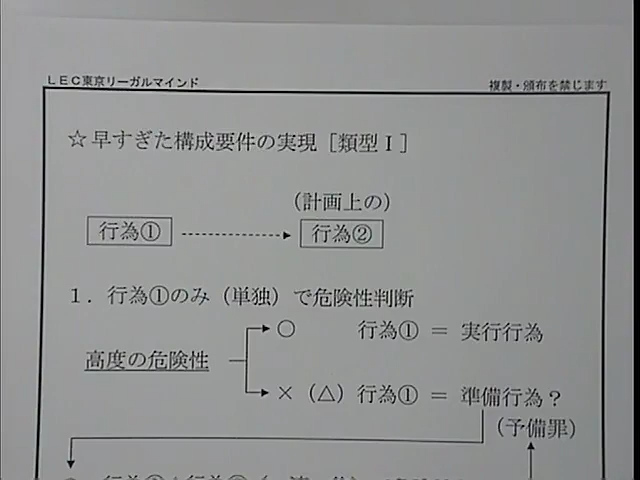 LEC東京リーガルマインド
複製・頒布を禁じます
☆早すぎた構成要件の実現［類型Ⅰ］
(計画上の)
行為①
行為②
１．行為①のみ（単独）で危険性判断
○ 行為① ＝ 実行行為
高度の危険性
×（△）行為① ＝ 準備行為？
(予備罪)